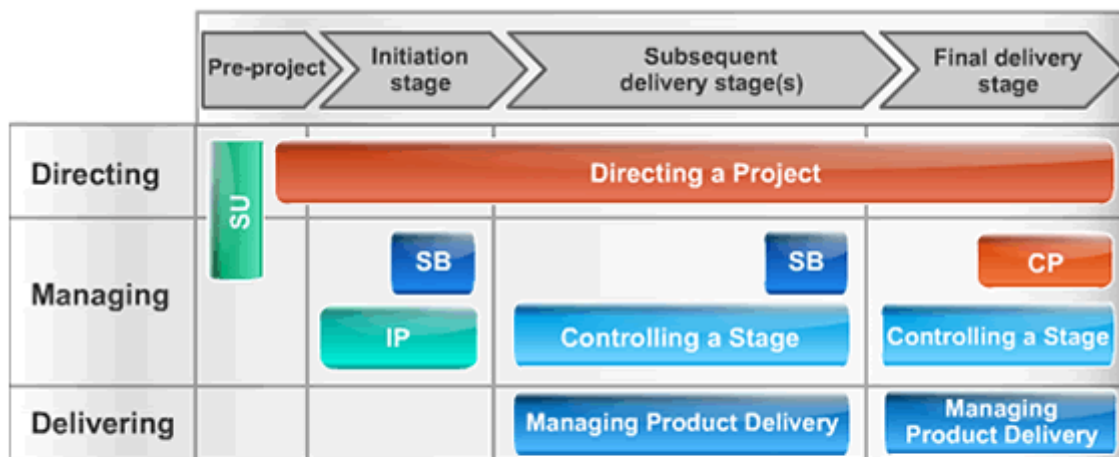 Pre-project
Initiation
stage
Subsequent
delivery stage(s)
Final delivery
stage
Directing
SU
Directing a Project
Managing
SB
SB
CP
IP
Controlling a Stage
Controlling a Stage
Delivering
Managing Product Delivery
Managing
Product Delivery